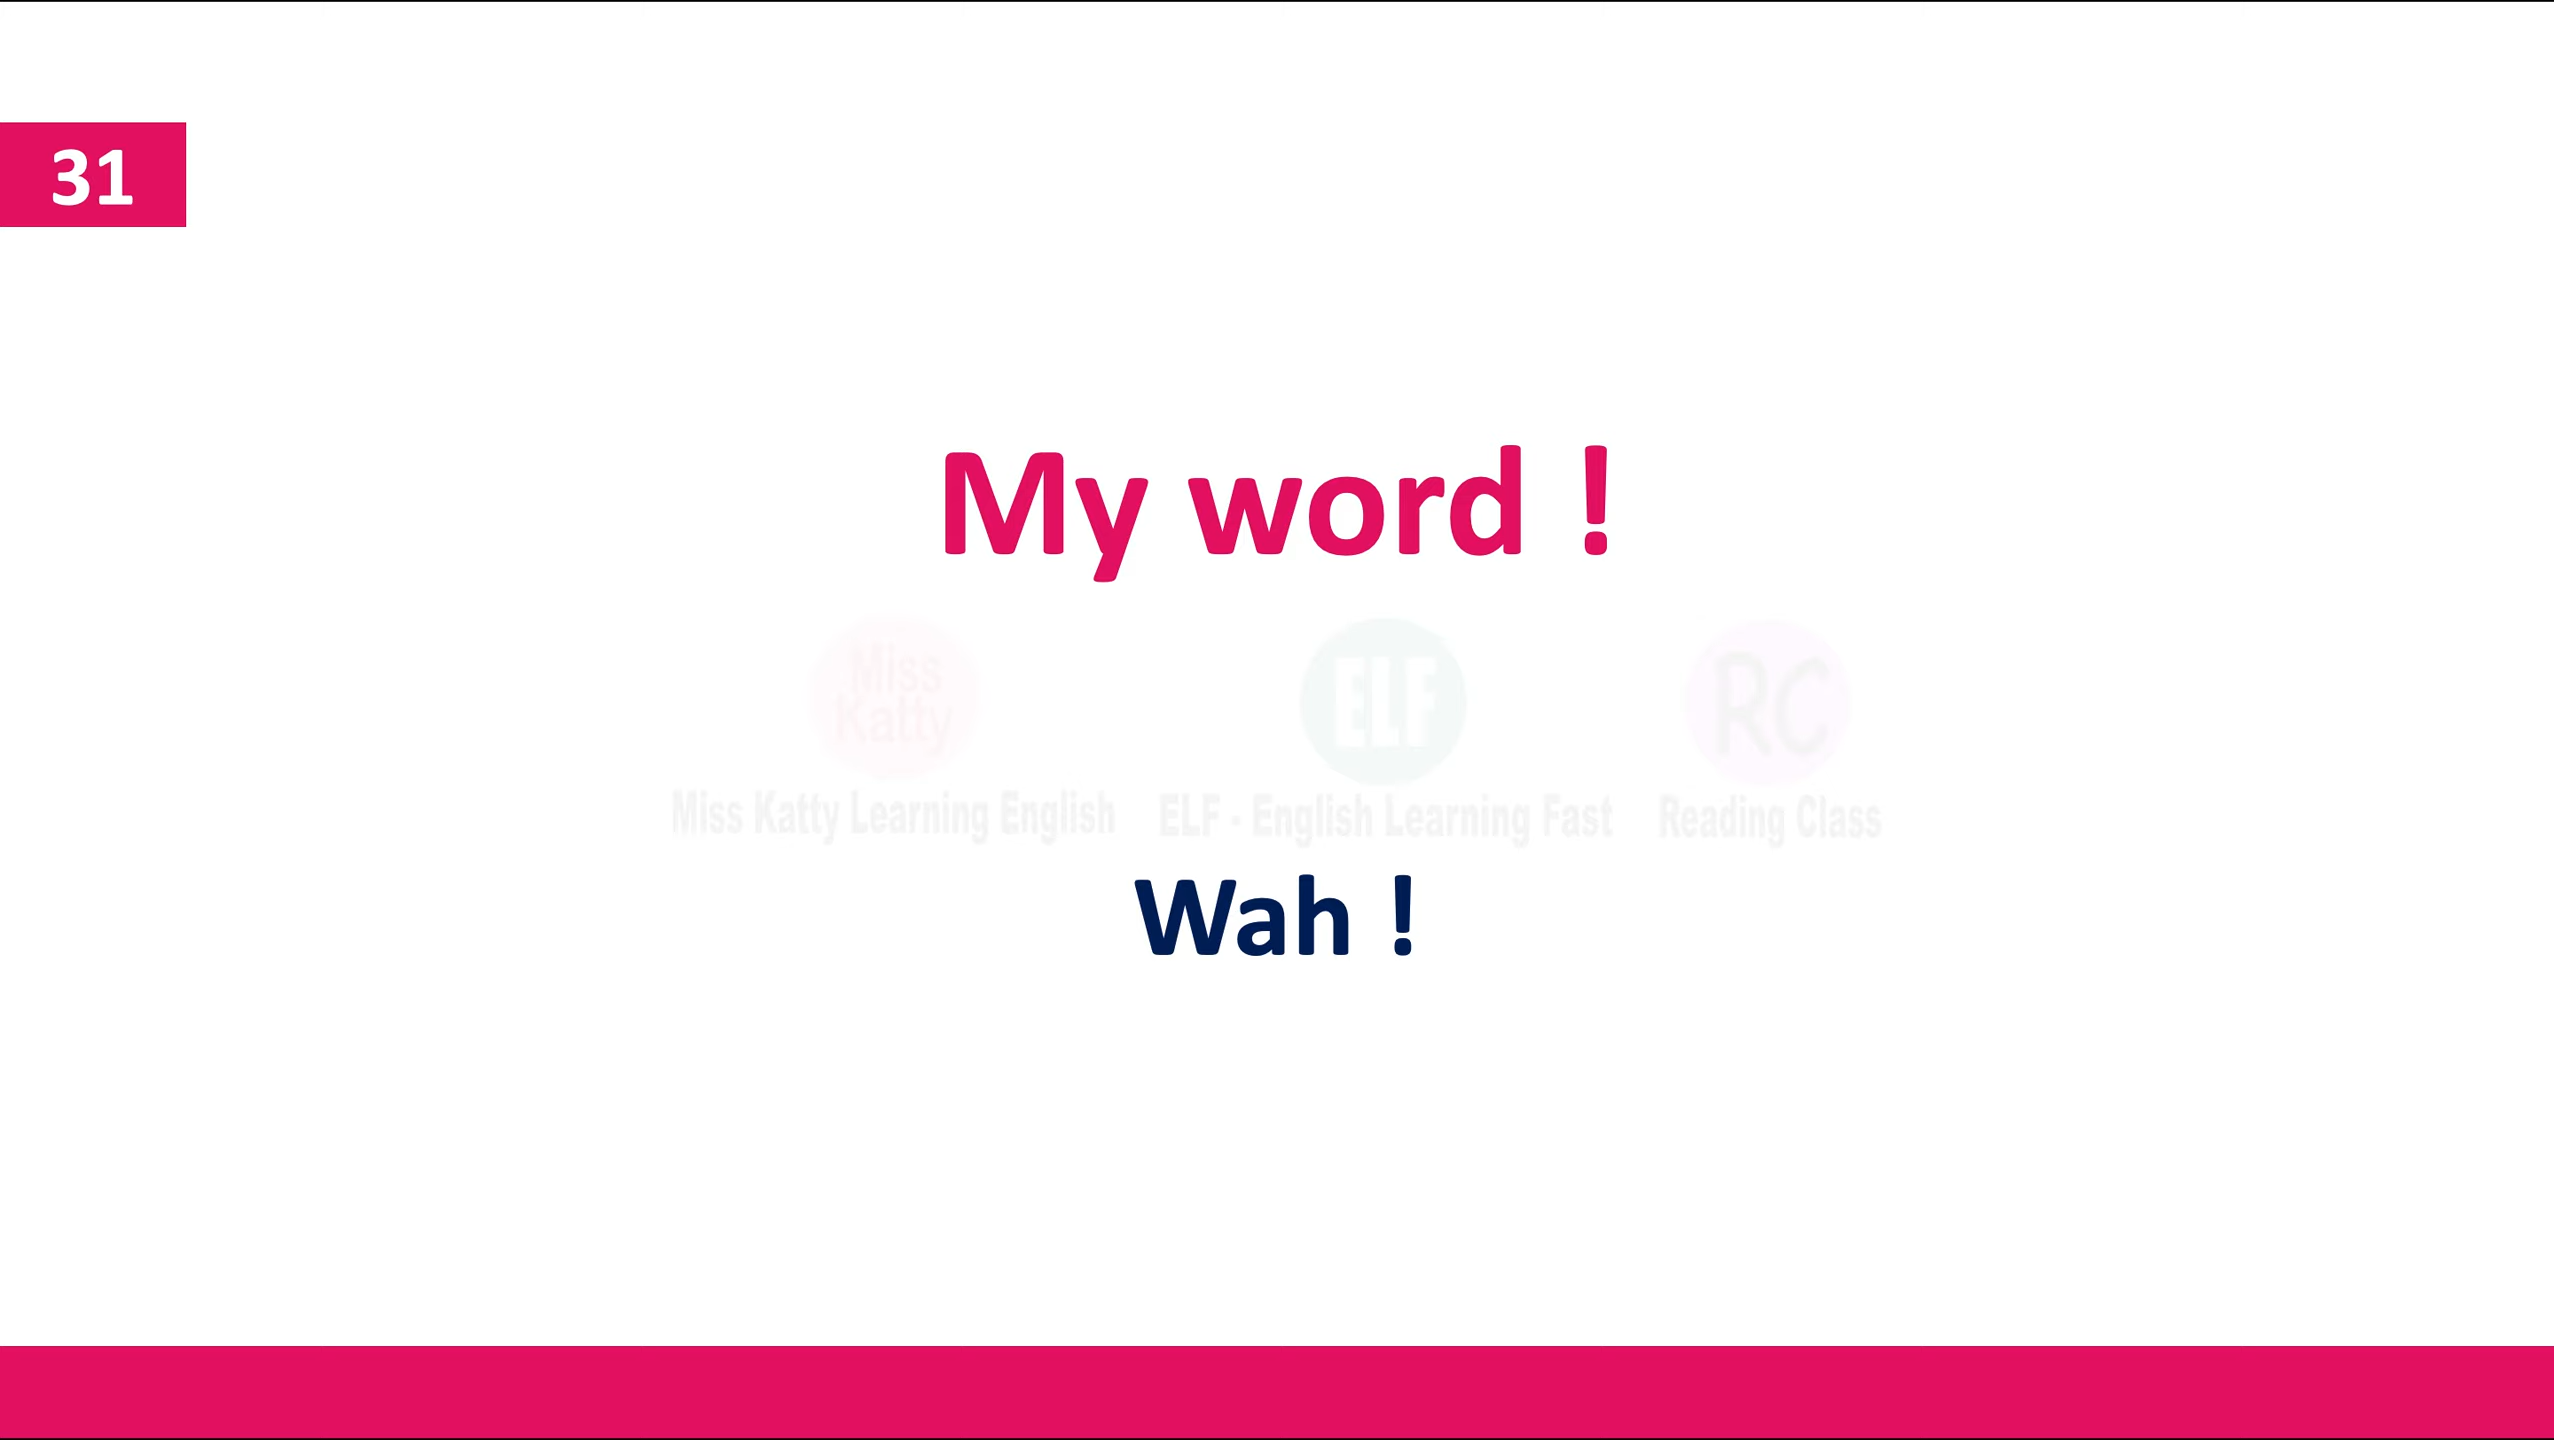 31
My word !
Miss
Katty
ELF
RC
Miss Katty Learning English
ELF - English Learning Fast
Reading Class
Wah !